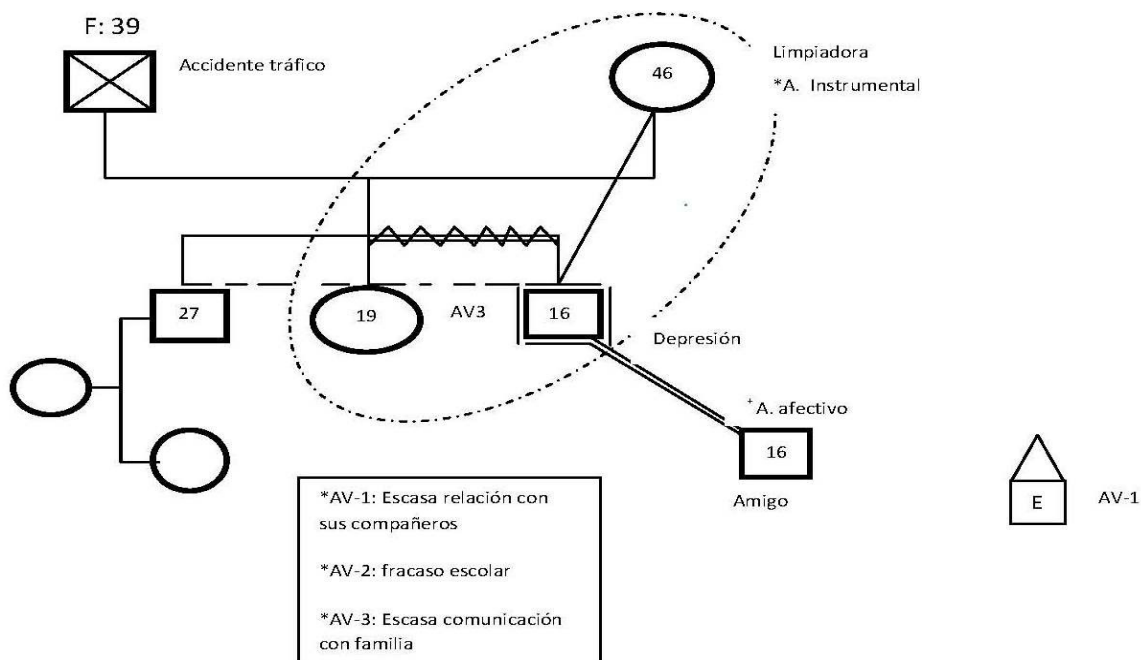 F: 39
Accidente tráfico
46
Limpiadora
*A. Instrumental
27
19
AV3
16
Depresión
+A. afectivo
16
Amigo
E
AV-1
*AV-1: Escasa relación con
sus compañeros
*AV-2: fracaso escolar
*AV-3: Escasa comunicación
con familia